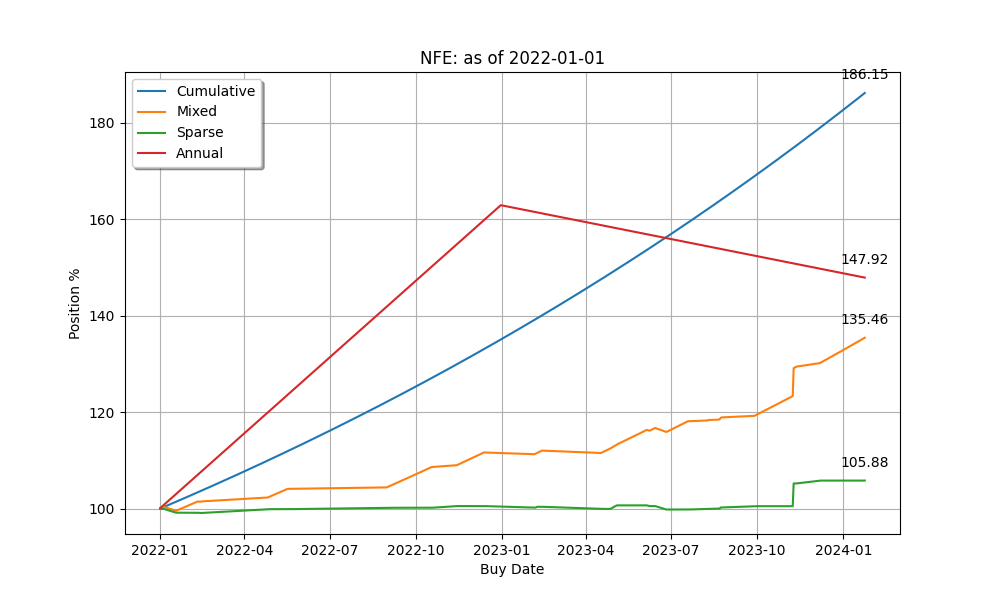 NFE: as of 2022-01-01
186.15
Cumulative
Mixed
Sparse
Annual
180
160
147.92
140
135.46
120
105.88
100
Position %
2022-01 2022-04 2022-07 2022-10 2023-01 2023-04 2023-07 2023-10 2024-01
Buy Date